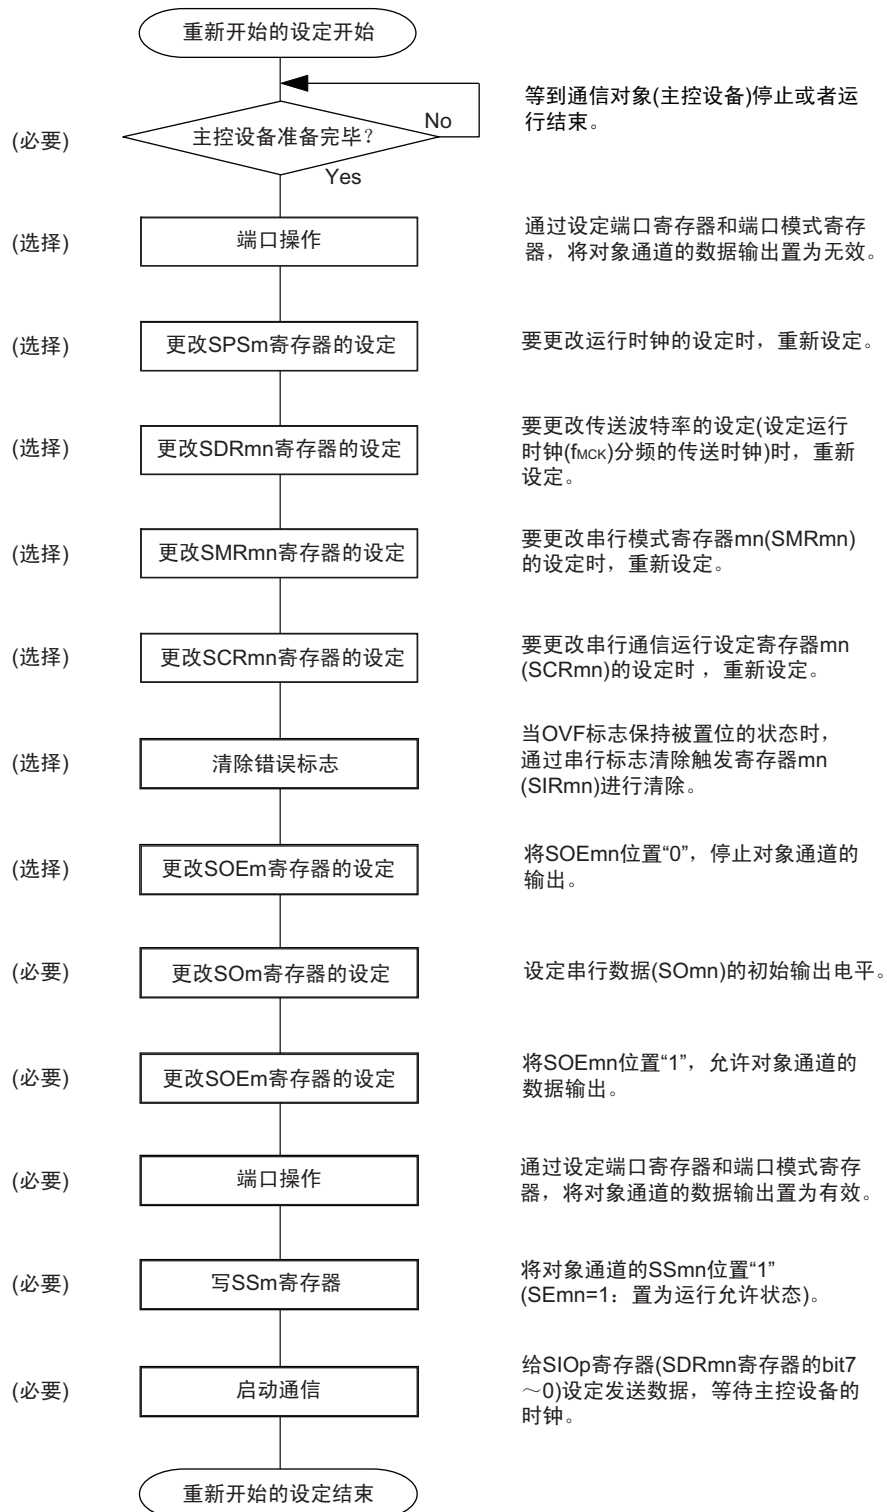 重新开始的设定开始
(必要)
主控设备准备完毕？
No
Yes
等到通信对象(主控设备)停止或者运
行结束。
(选择)
端口操作
通过设定端口寄存器和端口模式寄存
器，将对象通道的数据输出置为无效。
(选择)
更改SPSm寄存器的设定
要更改运行时钟的设定时，重新设定。
(选择)
更改SDRmn寄存器的设定
要更改传送波特率的设定(设定运行
时钟(fMCK)分频的传送时钟)时，重新
设定。
(选择)
更改SMRmn寄存器的设定
要更改串行模式寄存器mn(SMRmn)
的设定时，重新设定。
(选择)
更改SCRmn寄存器的设定
要更改串行通信运行设定寄存器mn
(SCRmn)的设定时 ，重新设定。
(选择)
清除错误标志
当OVF标志保持被置位的状态时，
通过串行标志清除触发寄存器mn
(SIRmn)进行清除。
(选择)
更改SOEm寄存器的设定
将SOEmn位置“0”，停止对象通道的
输出。
(必要)
更改SOm寄存器的设定
设定串行数据(SOmn)的初始输出电平。
(必要)
更改SOEm寄存器的设定
将SOEmn位置“1”，允许对象通道的
数据输出。
(必要)
端口操作
通过设定端口寄存器和端口模式寄存
器，将对象通道的数据输出置为有效。
(必要)
写SSm寄存器
将对象通道的SSmn位置“1”
(SEmn=1：置为运行允许状态)。
(必要)
启动通信
给SIOp寄存器(SDRmn寄存器的bit7
～0)设定发送数据，等待主控设备的
时钟。
重新开始的设定结束